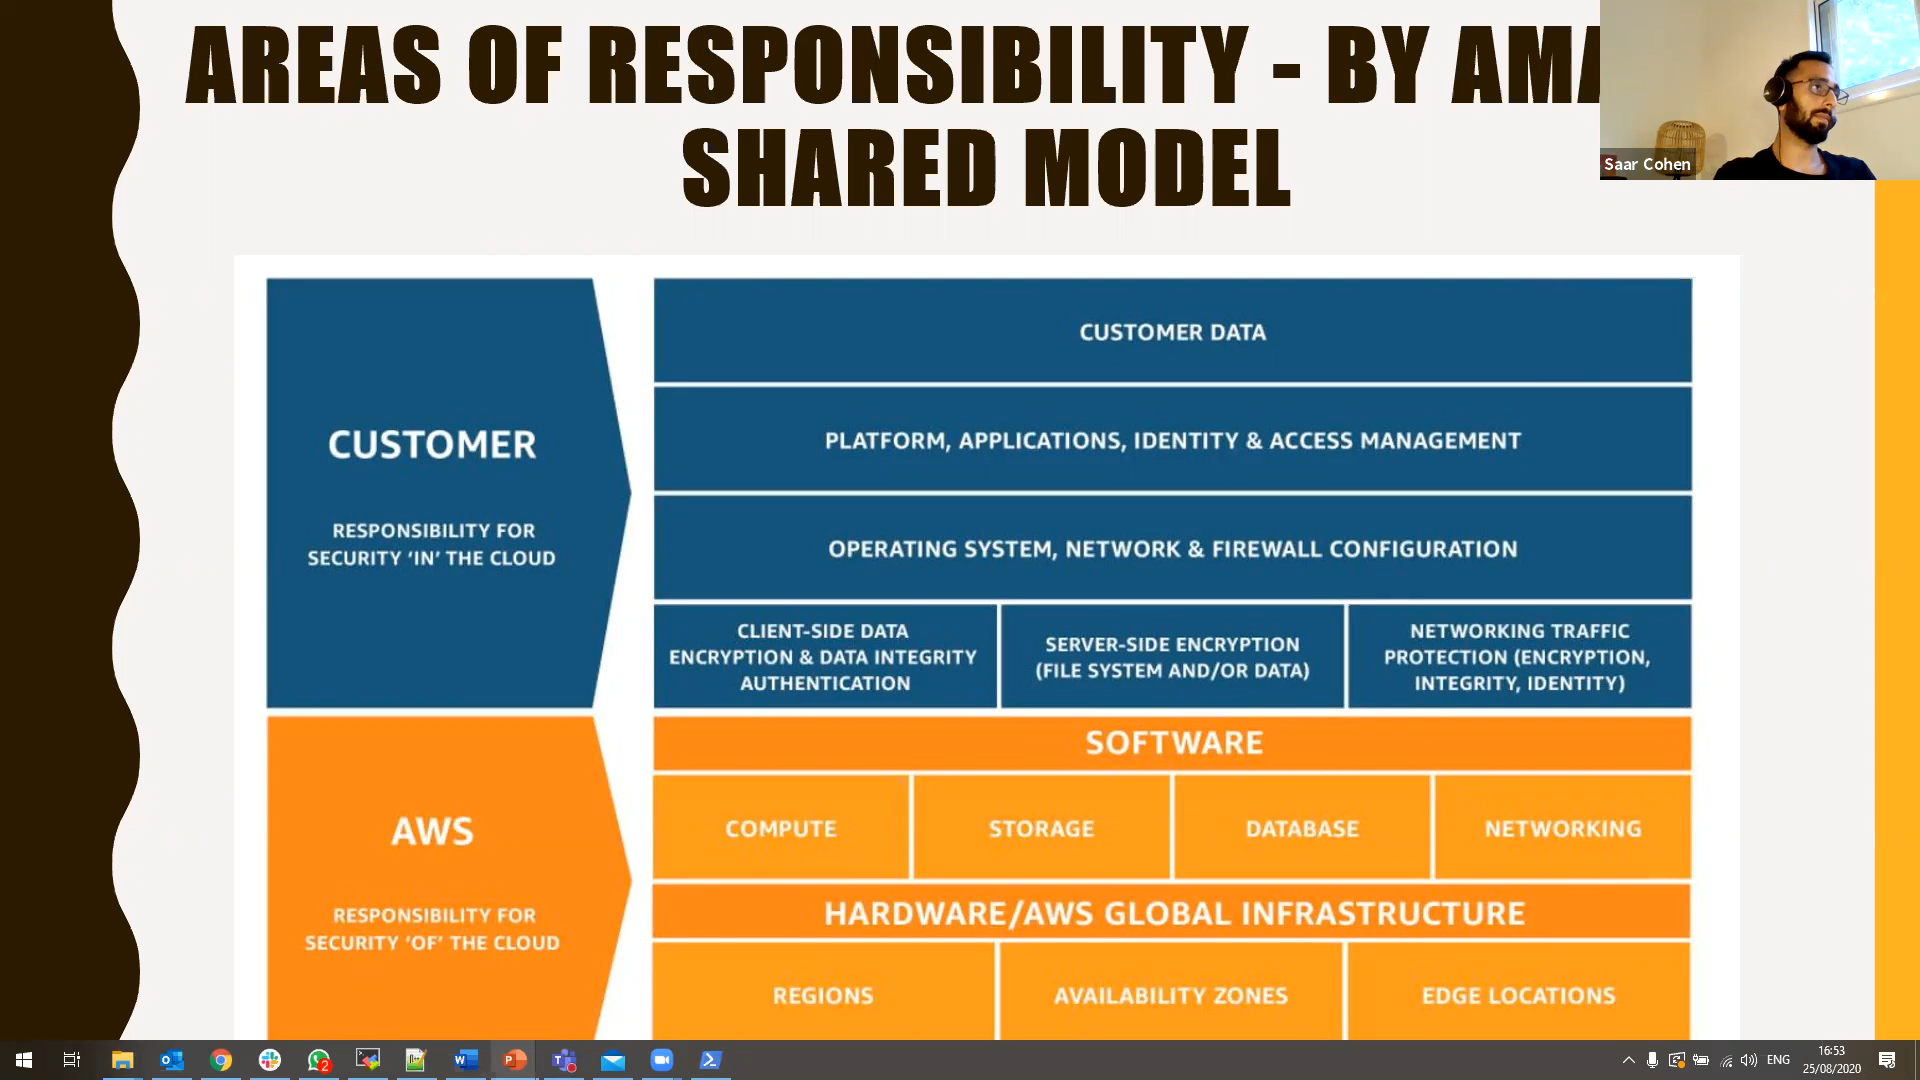 AREAS OF RESPONSIBILITY - BY
SHARED MODEL
Saar Cohen
CUSTOMER
RESPONSIBILITY FOR
SECURITY ‘IN’ THE CLOUD
CUSTOMER DATA
PLATFORM, APPLICATIONS, IDENTITY & ACCESS MANAGEMENT
OPERATING SYSTEM, NETWORK & FIREWALL CONFIGURATION
CLIENT-SIDE DATA
ENCRYPTION & DATA INTEGRITY
AUTHENTICATION
SERVER-SIDE ENCRYPTION
(FILE SYSTEM AND/OR DATA)
NETWORKING TRAFFIC
PROTECTION (ENCRYPTION,
INTEGRITY, IDENTITY)
AWS
RESPONSIBILITY FOR
SECURITY ‘OF’ THE CLOUD
SOFTWARE
COMPUTE
STORAGE
DATABASE
NETWORKING
HARDWARE/AWS GLOBAL INFRASTRUCTURE
REGIONS
AVAILABILITY ZONES
EDGE LOCATIONS
2
ENG
16:53
25/08/2020